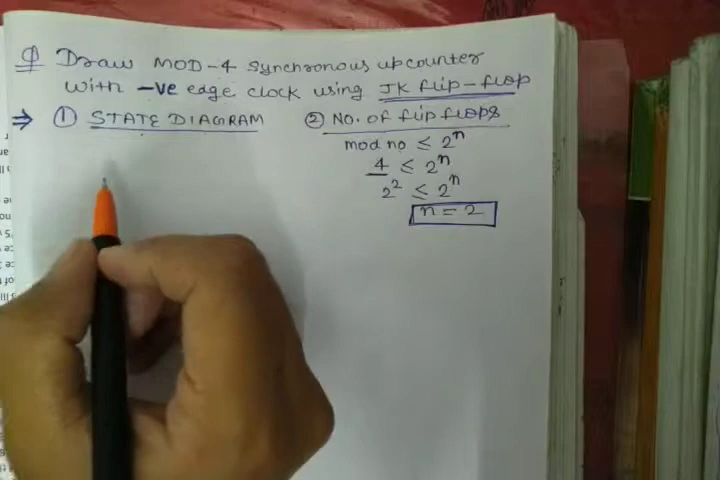 Q Draw MOD-4 Synchronous up counter
with -ve edge clock using JK flip-flop
⇒ ① STATE DIAGRAM ② NO. of flip flops
mod no ≤ 2ⁿ
4 ≤ 2ⁿ
2² ≤ 2ⁿ
n = 2